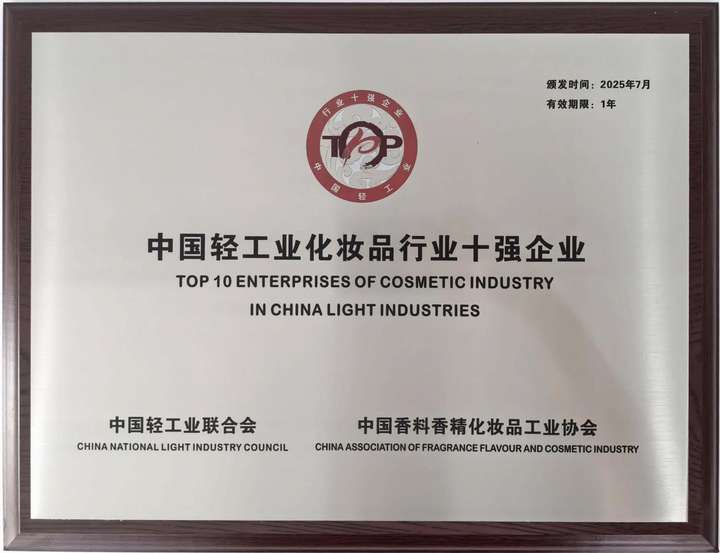 颁发时间：2025年7月
有效期限：1年
行业十强企业
TOP
中国轻工业
中国轻工业化妆品行业十强企业
TOP 10 ENTERPRISES OF COSMETIC INDUSTRY
IN CHINA LIGHT INDUSTRIES
中国轻工业联合会
CHINA NATIONAL LIGHT INDUSTRY COUNCIL
中国香料香精化妆品工业协会
CHINA ASSOCIATION OF FRAGRANCE FLAVOUR AND COSMETIC INDUSTRY